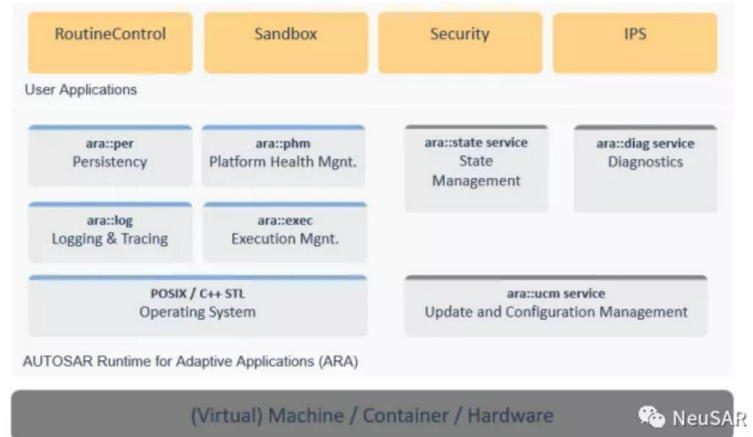 RoutineControl
Sandbox
Security
IPS
User Applications
ara::per
Persistency
ara::phm
Platform Health Mgnt.
ara::state service
State
Management
ara::diag service
Diagnostics
ara::log
Logging & Tracing
ara::exec
Execution Mgnt.
POSIX / C++ STL
Operating System
ara::ucm service
Update and Configuration Management
AUTOSAR Runtime for Adaptive Applications (ARA)
(Virtual) Machine / Container / Hardware
NeuSAR